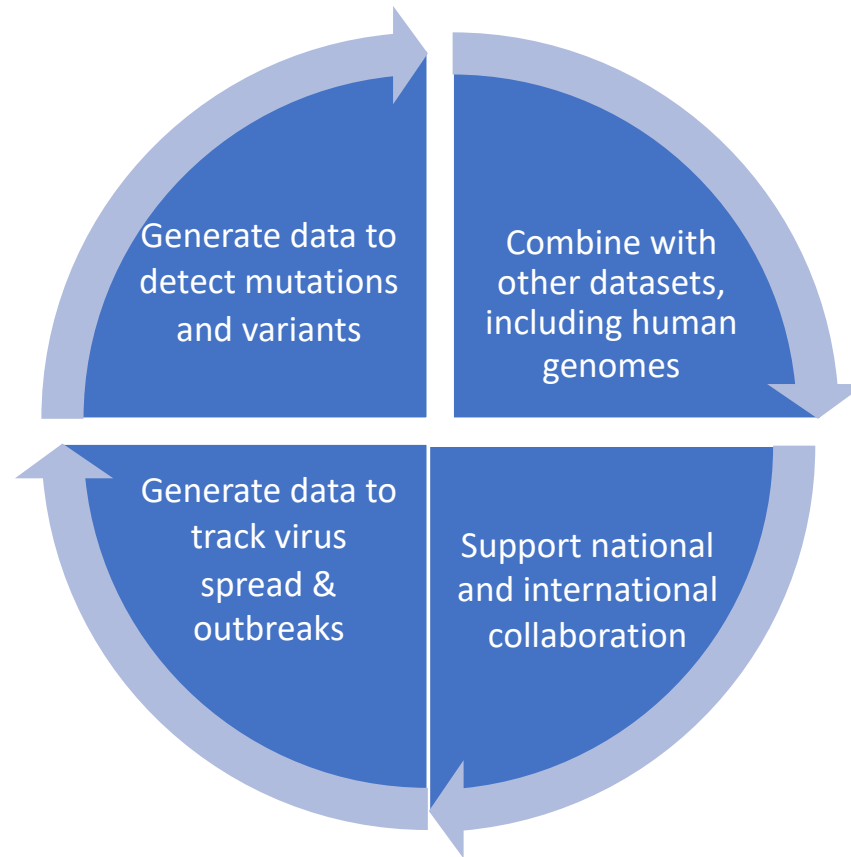 Generate data to
detect mutations
and variants
Combine with
other datasets,
including human
genomes
Generate data to
track virus
spread &
outbreaks
Support national
and international
collaboration